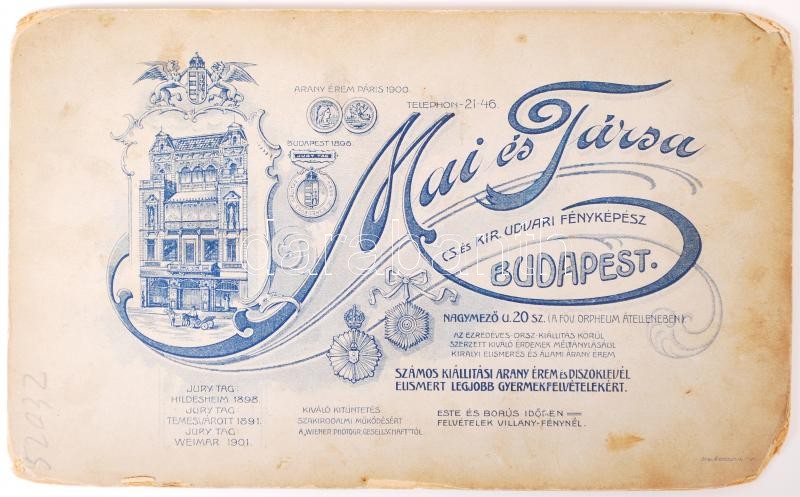 ARANY ÉREM PÁRIS 1900.
TELEPHON-21-46.
BUDAPEST 1896.
JURY TAG
Mai és Társa
CS. ÉS KIR. UDVARI FÉNYKÉPÉSZ
BUDAPEST.
NAGYMEZŐ U. 20 SZ. (A FŐV. ORPHEUM ÁTELLENÉBEN)
AZ EZREDÉVES-ORSZ-KIÁLLITÁS KÖRÜL
SZERZETT KIVÁLÓ ÉRDEMEK MÉLTÁNYLÁSÁUL
KIRÁLYI ELISMERÉS ÉS ÁLLAMI ARANY ÉREM
SZÁMOS KIÁLLITÁSI ARANY ÉREM ÉS DISZOKLEVÉL
ELISMERT LEGJOBB GYERMEKFELVÉTELEKÉRT.
JURY TAG
HILDESHEIM 1898.
JURY TAG
TEMESVÁROTT 1891.
JURY TAG
WEIMAR 1901.
KIVÁLÓ KITÜNTETÉS
SZAKIRODALMI MŰKÖDÉSÉRT
A „WIENER PHOTOGR. GESELLSCHAFT"TÓL.
ESTE ÉS BORÚS IDŐBEN
FELVÉTELEK VILLANY-FÉNYNÉL.
52032
darabanth